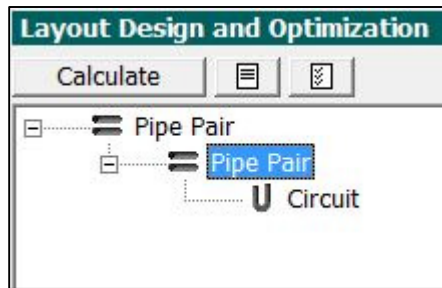 Layout Design and Optimization
Calculate
Pipe Pair
Pipe Pair
Circuit